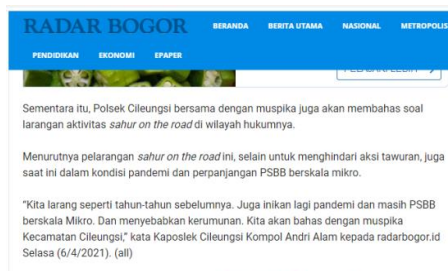 RADAR BOGOR BERANDA BERITA UTAMA NASIONAL METROPOLIS
PENDIDIKAN EKONOMI EPAPER
Sementara itu, Polsek Cileungsi bersama dengan muspika juga akan membahas soal
larangan aktivitas sahur on the road di wilayah hukumnya.
Menurutnya pelarangan sahur on the road ini, selain untuk menghindari aksi tawuran, juga
saat ini dalam kondisi pandemi dan perpanjangan PSBB berskala mikro.
“Kita larang seperti tahun-tahun sebelumnya. Juga inikan lagi pandemi dan masih PSBB
berskala Mikro. Dan menyebabkan kerumunan. Kita akan bahas dengan muspika
Kecamatan Cileungsi,” kata Kaposlek Cileungsi Kompol Andri Alam kepada radarbogor.id
Selasa (6/4/2021). (all)